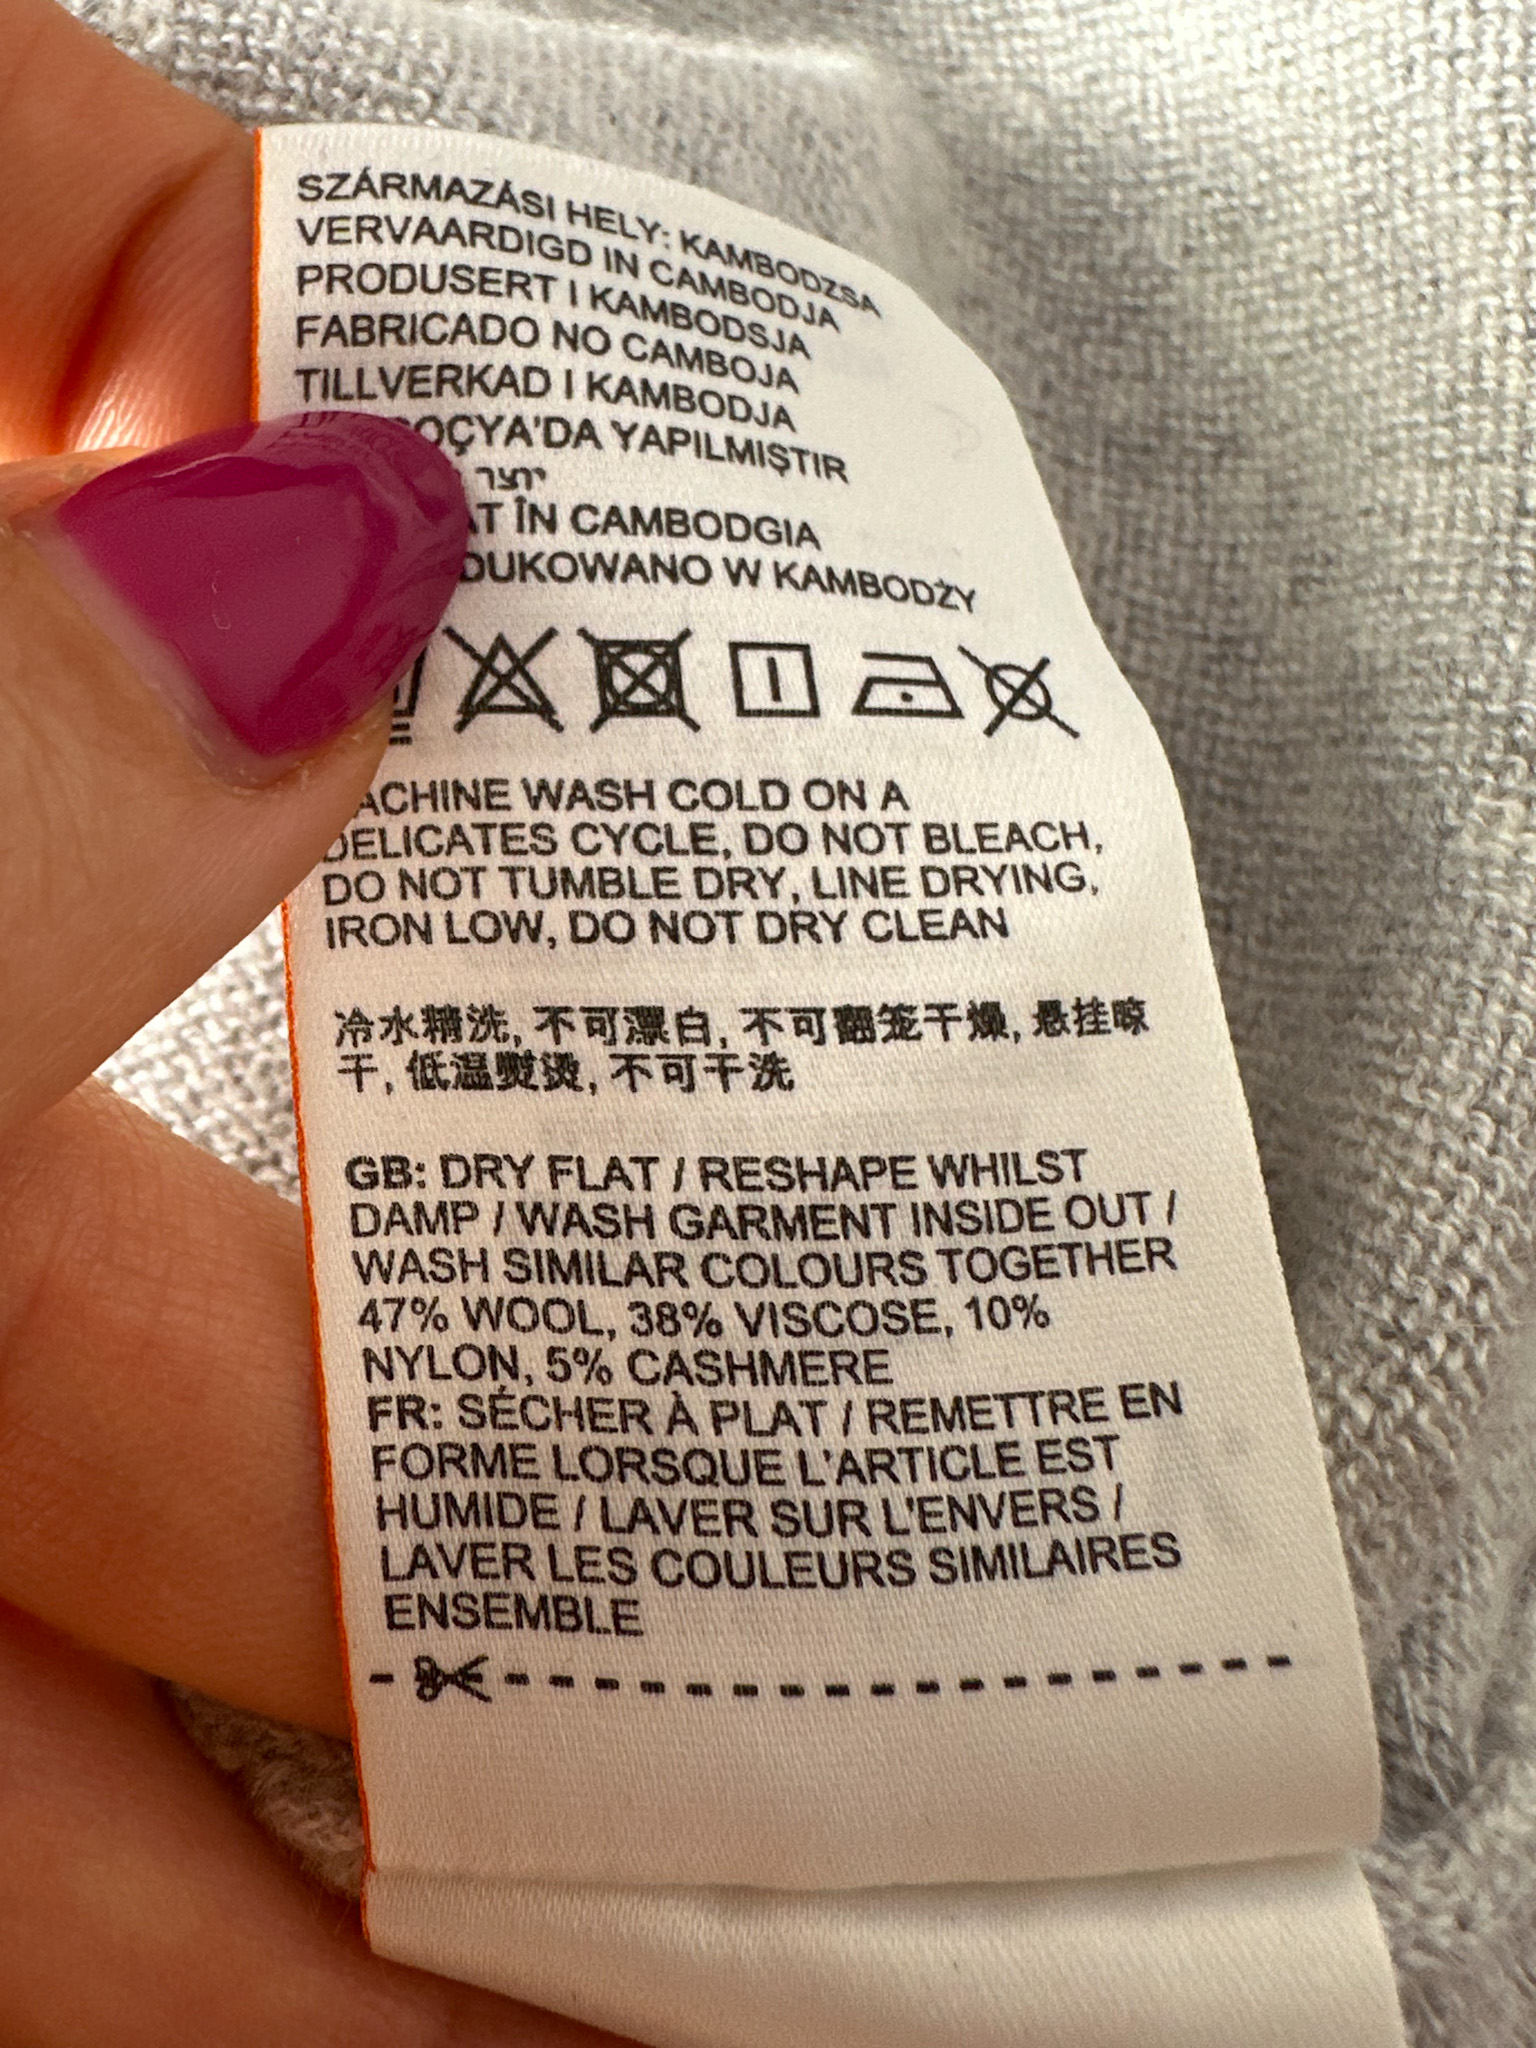 SZÁRMAZÁSI HELY: KAMBODZSA
VERVAARDIGD IN CAMBODJA
PRODUSERT I KAMBODSJA
FABRICADO NO CAMBOJA
TILLVERKAD I KAMBODJA
YAPILMIŞTIR
ÎN CAMBODGIA
W KAMBODŻY
MACHINE WASH COLD ON A
DELICATES CYCLE, DO NOT BLEACH,
DO NOT TUMBLE DRY, LINE DRYING,
IRON LOW, DO NOT DRY CLEAN
冷水精洗, 不可漂白, 不可翻笼干燥, 悬挂晾
干, 低温熨烫, 不可干洗
GB: DRY FLAT / RESHAPE WHILST
DAMP / WASH GARMENT INSIDE OUT /
WASH SIMILAR COLOURS TOGETHER
47% WOOL, 38% VISCOSE, 10%
NYLON, 5% CASHMERE
FR: SÉCHER À PLAT / REMETTRE EN
FORME LORSQUE L'ARTICLE EST
HUMIDE / LAVER SUR L'ENVERS /
LAVER LES COULEURS SIMILAIRES
ENSEMBLE